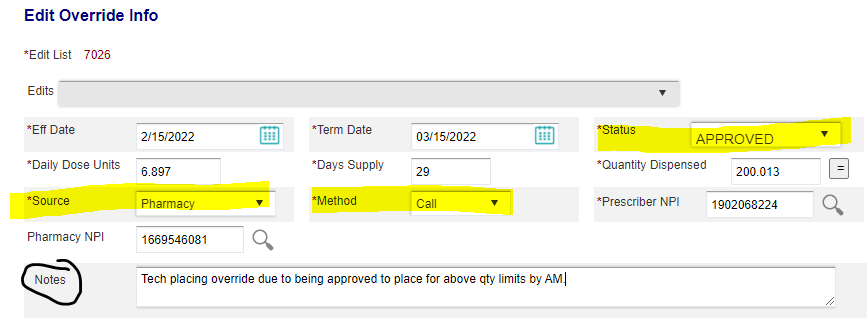 Edit Override Info
*Edit List 7026
Edits
*Eff Date 2/15/2022 *Term Date 03/15/2022 *Status APPROVED
*Daily Dose Units 6.897 *Days Supply 29 *Quantity Dispensed 200.013 =
*Source Pharmacy *Method Call *Prescriber NPI 1902068224
Pharmacy NPI 1669546081
Notes Tech placing override due to being approved to place for above qty limits by AM.